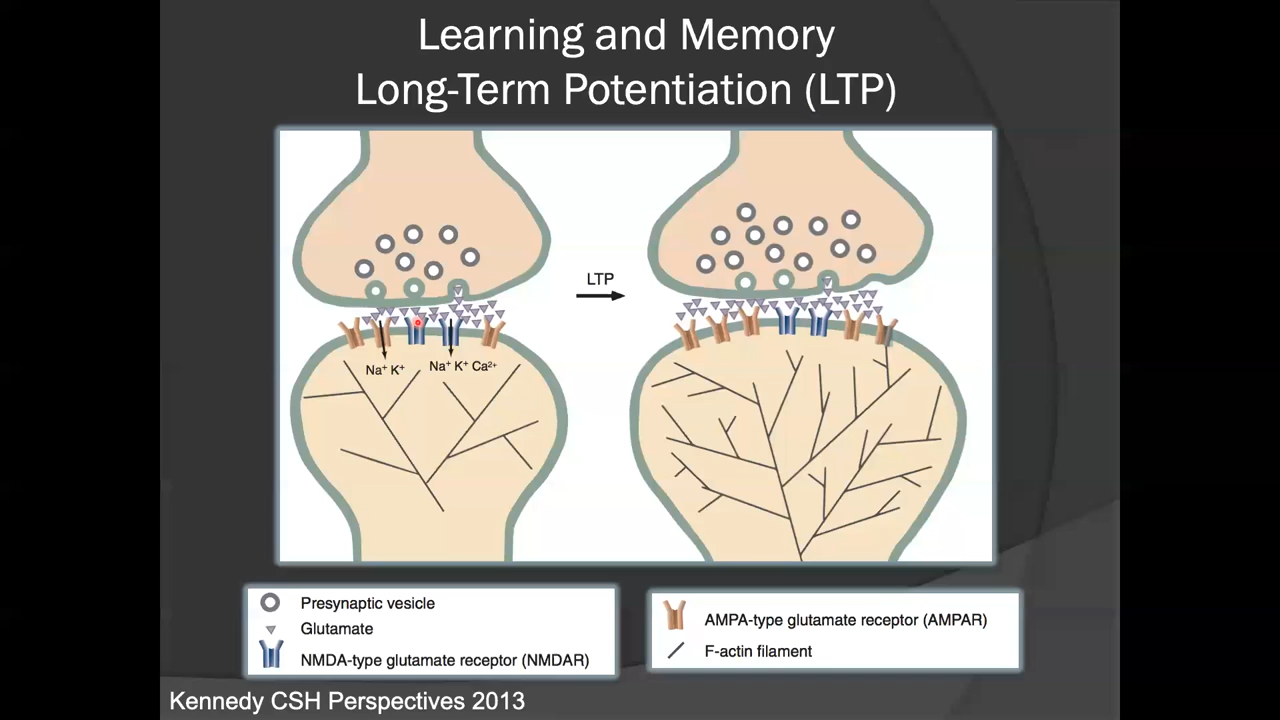 Learning and Memory
Long-Term Potentiation (LTP)
LTP
Na⁺ K⁺
Na⁺ K⁺ Ca²⁺
Presynaptic vesicle
Glutamate
NMDA-type glutamate receptor (NMDAR)
AMPA-type glutamate receptor (AMPAR)
F-actin filament
Kennedy CSH Perspectives 2013